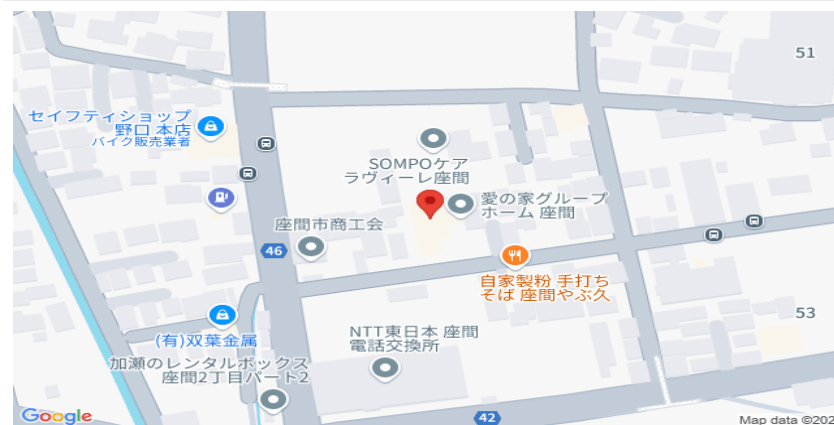 51
セイフティショップ
野口 本店
バイク販売業者
SOMPOケア
ラヴィーレ座間
愛の家グループ
ホーム 座間
座間市商工会
46
自家製粉 手打ち
そば 座間やぶ久
53
(有)双葉金属
NTT東日本 座間
電話交換所
加瀬のレンタルボックス
座間2丁目パート2
Google
42
Map data ©202